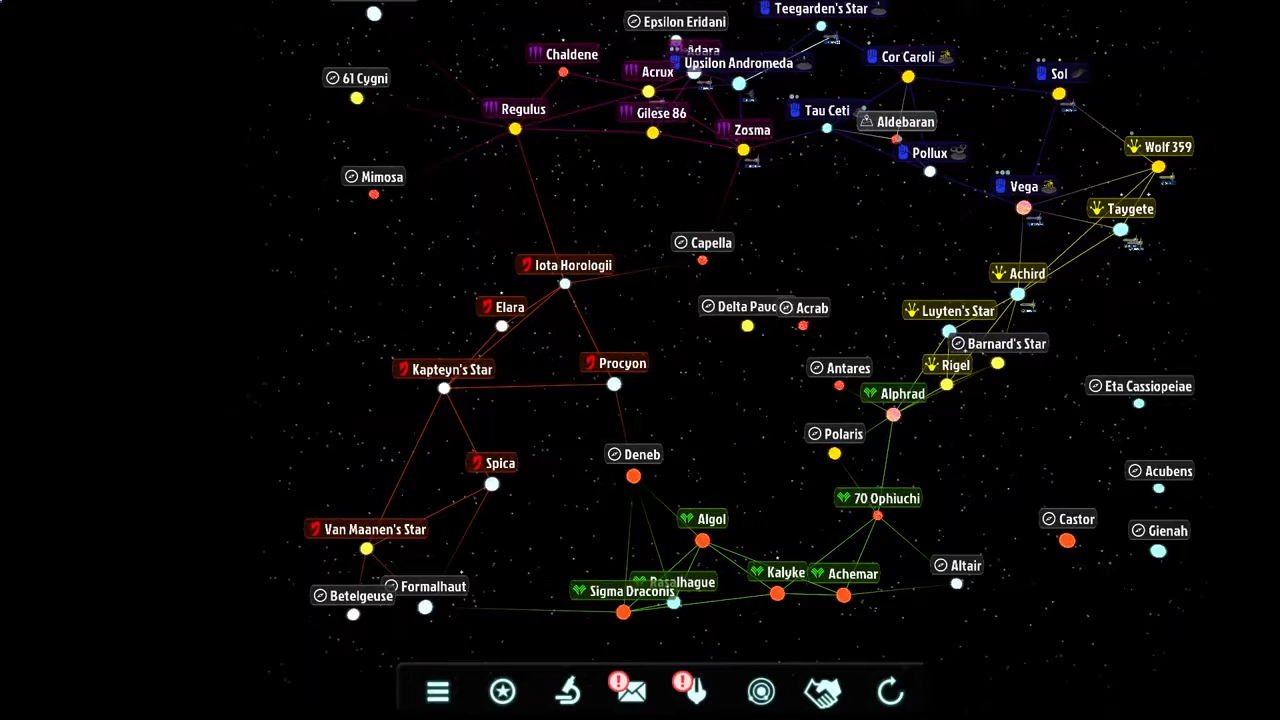 Teegarden's Star
Epsilon Eridani
Adara
Chaldene
Cor Caroli
Upsilon Andromeda
Acrux
Sol
61 Cygni
Regulus
Gilese 86
Tau Ceti
Aldebaran
Zosma
Wolf 359
Pollux
Mimosa
Vega
Taygete
Capella
Iota Horologii
Achird
Elara
Delta
Acrab
Luyten's Star
Barnard's Star
Kapteyn's Star
Procyon
Antares
Rigel
Eta Cassiopeiae
Alphrad
Polaris
Deneb
Spica
Acubens
70 Ophiuchi
Algol
Castor
Van Maanen's Star
Gienah
Altair
Kalyke
Achemar
Rasalhague
Sigma Draconis
Formalhaut
Betelgeuse